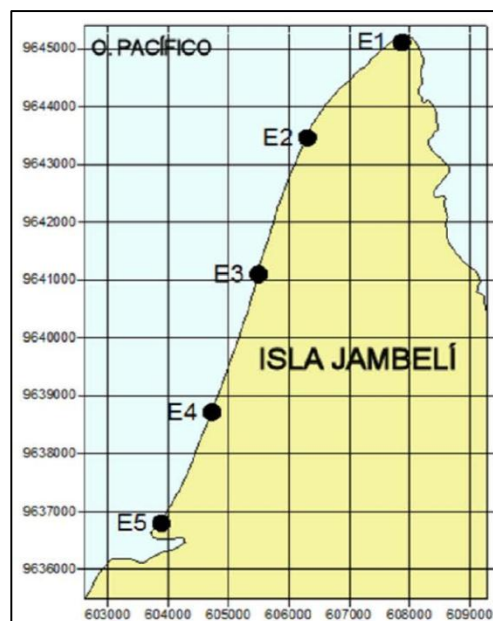 9645000
O. PACÍFICO
E1
9644000
E2
9643000
9642000
E3
9641000
9640000
ISLA JAMBELÍ
9639000
E4
9638000
9637000
E5
9636000
603000 604000 605000 606000 607000 608000 609000